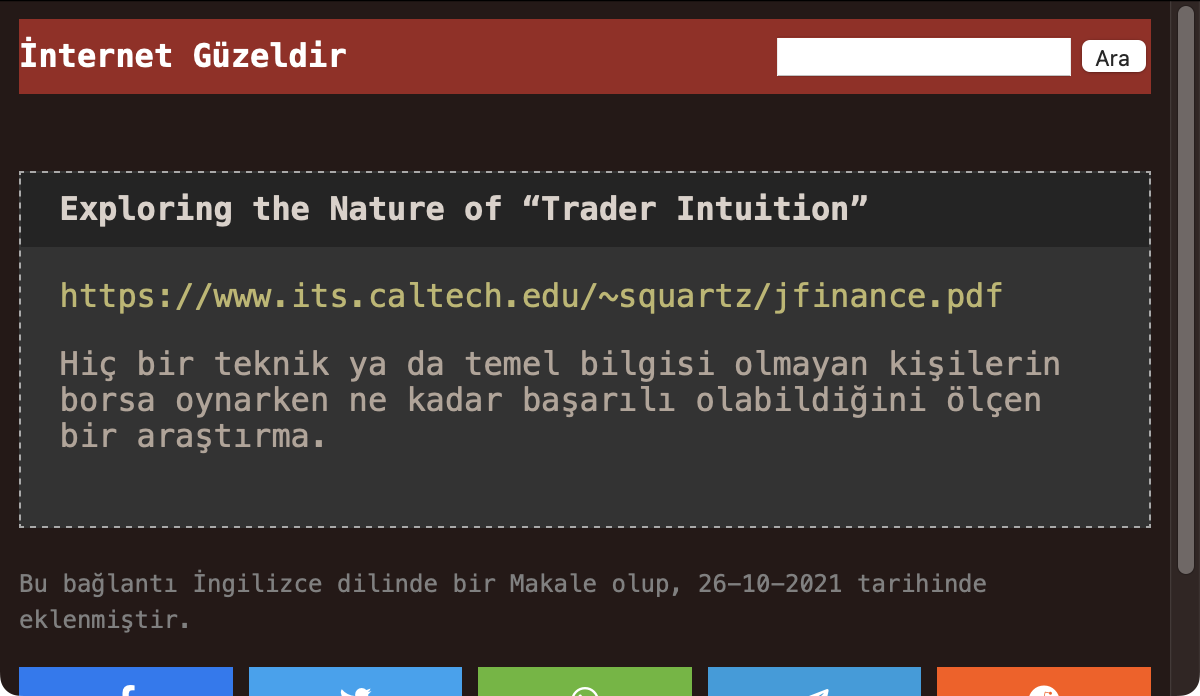 İnternet Güzeldir
Ara
Exploring the Nature of “Trader Intuition”
https://www.its.caltech.edu/~squartz/jfinance.pdf
Hiç bir teknik ya da temel bilgisi olmayan kişilerin
borsa oynarken ne kadar başarılı olabildiğini ölçen
bir araştırma.
Bu bağlantı İngilizce dilinde bir Makale olup, 26-10-2021 tarihinde
eklenmiştir.